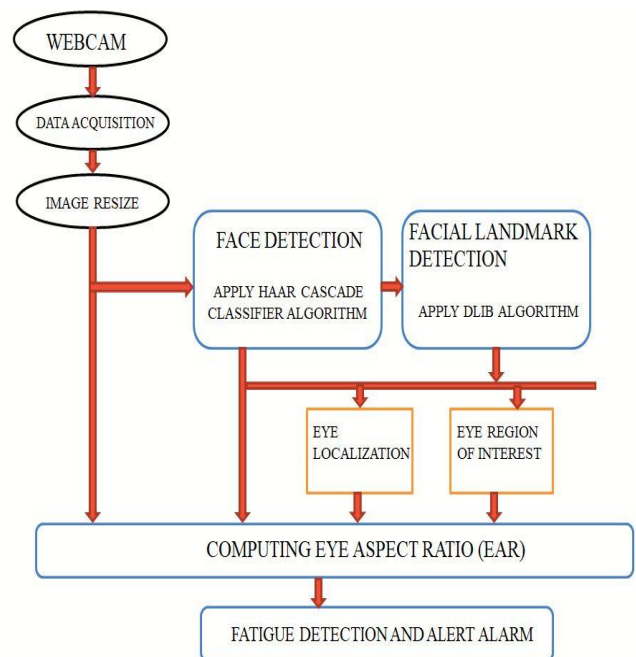 WEBCAM
DATA ACQUISITION
IMAGE RESIZE
FACE DETECTION
APPLY HAAR CASCADE
CLASSIFIER ALGORITHM
FACIAL LANDMARK
DETECTION
APPLY DLIB ALGORITHM
EYE
LOCALIZATION
EYE REGION
OF INTEREST
COMPUTING EYE ASPECT RATIO (EAR)
FATIGUE DETECTION AND ALERT ALARM